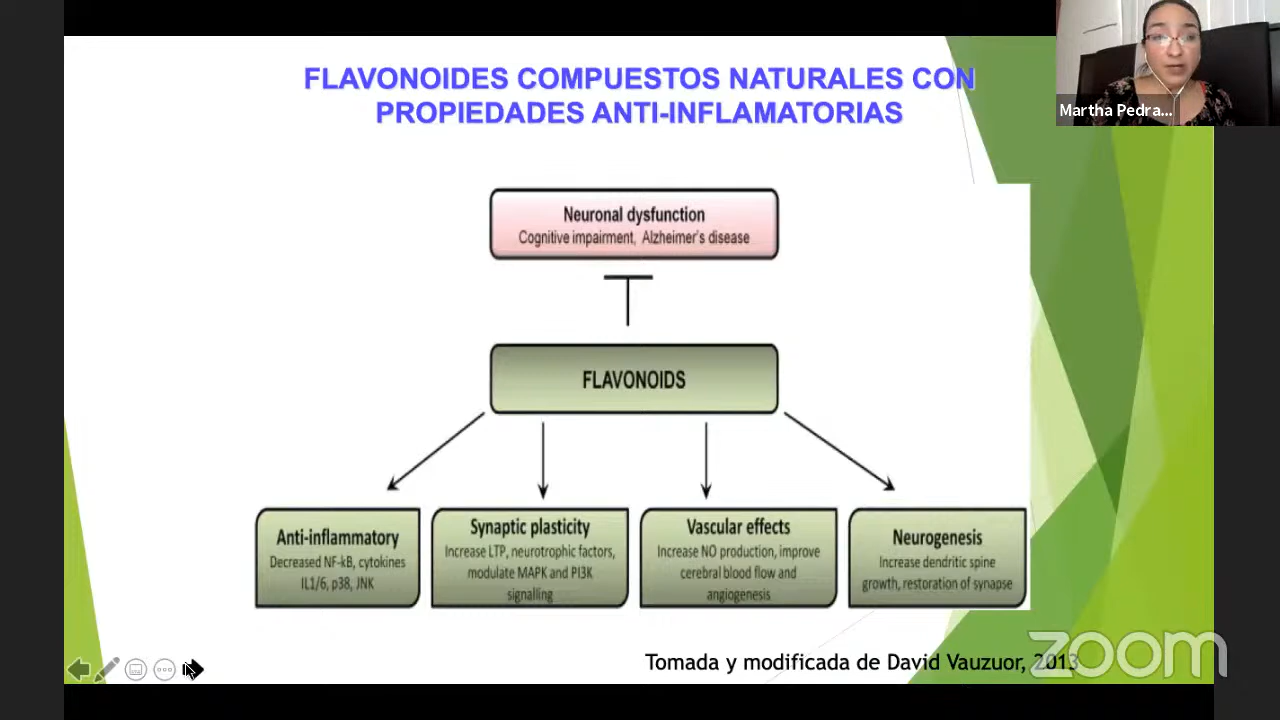 FLAVONOIDES COMPUESTOS NATURALES CON
PROPIEDADES ANTI-INFLAMATORIAS
Martha Pedra...
Neuronal dysfunction
Cognitive impairment, Alzheimer's disease
FLAVONOIDS
Anti-inflammatory
Decreased NF-kB, cytokines
IL1/6, p38, JNK
Synaptic plasticity
Increase LTP, neurotrophic factors,
modulate MAPK and PI3K
signalling
Vascular effects
Increase NO production, improve
cerebral blood flow and
angiogenesis
Neurogenesis
Increase dendritic spine
growth, restoration of synapse
Tomada y modificada de David Vauzuor, 2013
zoom